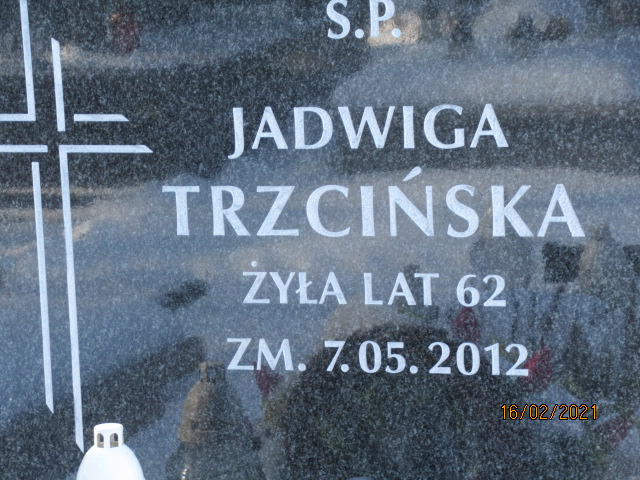 Ś.P.
JADWIGA
TRZCIŃSKA
ŻYŁA LAT 62
ZM. 7.05.2012
16/02/2021